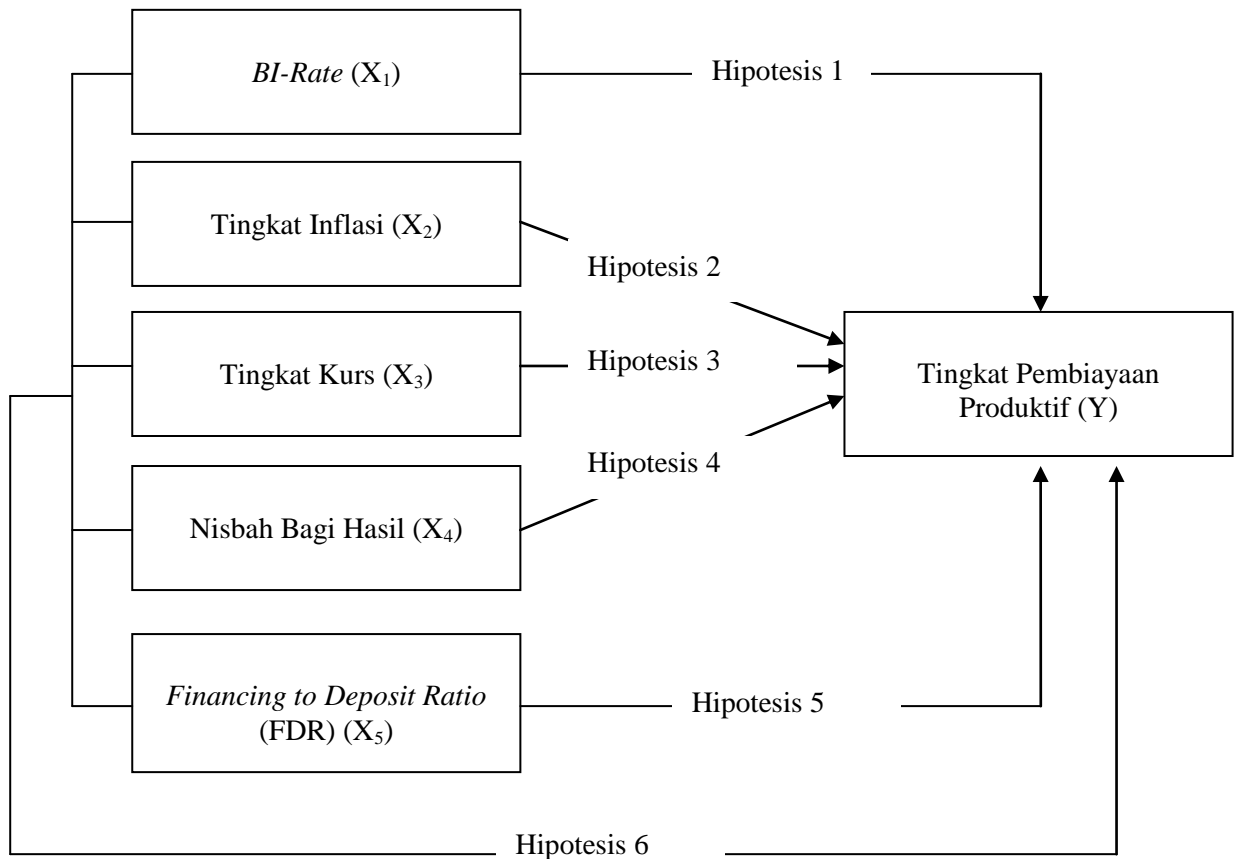 BI-Rate (X₁)
Hipotesis 1
Tingkat Inflasi (X₂)
Hipotesis 2
Tingkat Kurs (X₃)
Hipotesis 3
Tingkat Pembiayaan
Produktif (Y)
Nisbah Bagi Hasil (X₄)
Hipotesis 4
Financing to Deposit Ratio
(FDR) (X₅)
Hipotesis 5
Hipotesis 6